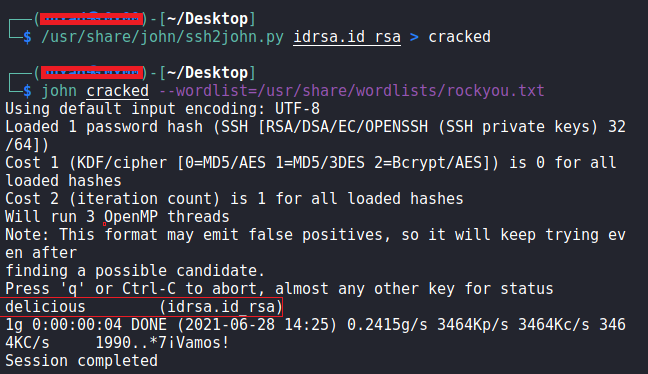 ┌──(                )-[~/Desktop]
└─$ /usr/share/john/ssh2john.py idrsa.id_rsa > cracked
┌──(                )-[~/Desktop]
└─$ john cracked --wordlist=/usr/share/wordlists/rockyou.txt
Using default input encoding: UTF-8
Loaded 1 password hash (SSH [RSA/DSA/EC/OPENSSH (SSH private keys) 32
/64])
Cost 1 (KDF/cipher [0=MD5/AES 1=MD5/3DES 2=Bcrypt/AES]) is 0 for all
loaded hashes
Cost 2 (iteration count) is 1 for all loaded hashes
Will run 3 OpenMP threads
Note: This format may emit false positives, so it will keep trying ev
en after
finding a possible candidate.
Press 'q' or Ctrl-C to abort, almost any other key for status
delicious        (idrsa.id_rsa)
1g 0:00:00:04 DONE (2021-06-28 14:25) 0.2415g/s 3464Kp/s 3464Kc/s 346
4KC/s     1990..*7¡Vamos!
Session completed